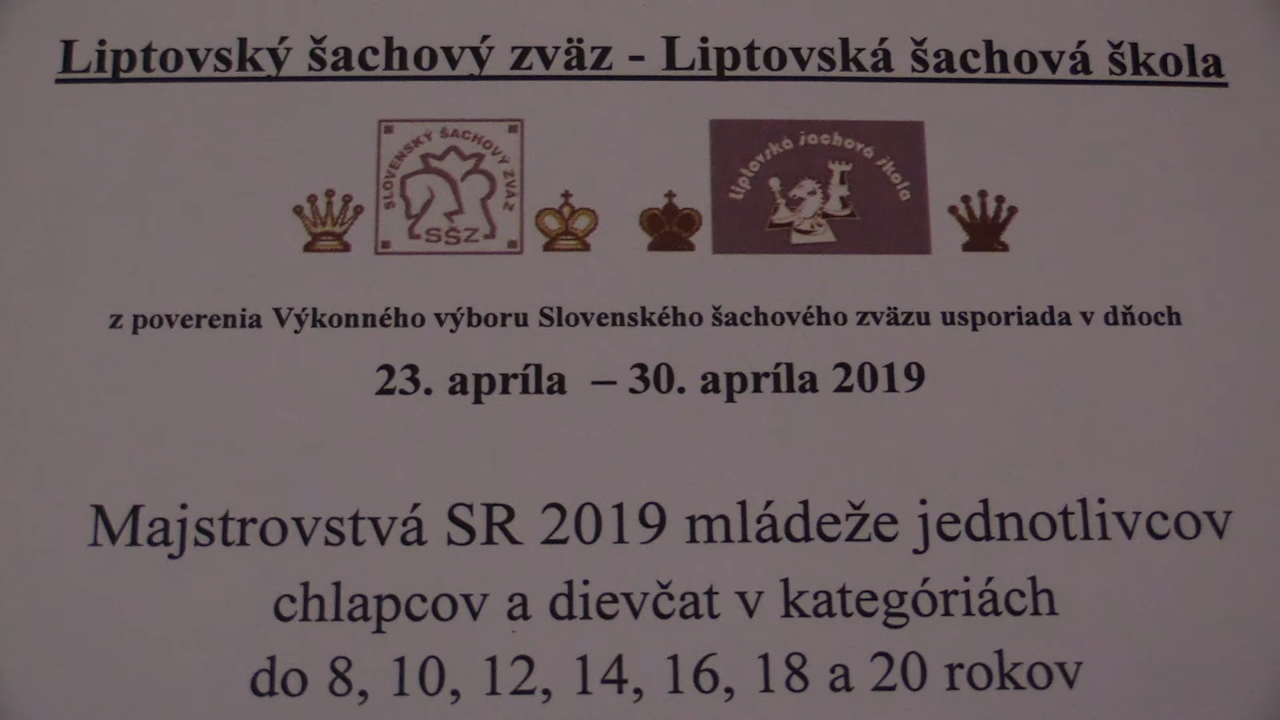 Liptovský šachový zväz - Liptovská šachová škola
SLOVENSKÝ ŠACHOVÝ ZVÄZ
SŠZ
Liptovská šachová škola
z poverenia Výkonného výboru Slovenského šachového zväzu usporiada v dňoch
23. apríla – 30. apríla 2019
Majstrovstvá SR 2019 mládeže jednotlivcov
chlapcov a dievčat v kategóriách
do 8, 10, 12, 14, 16, 18 a 20 rokov